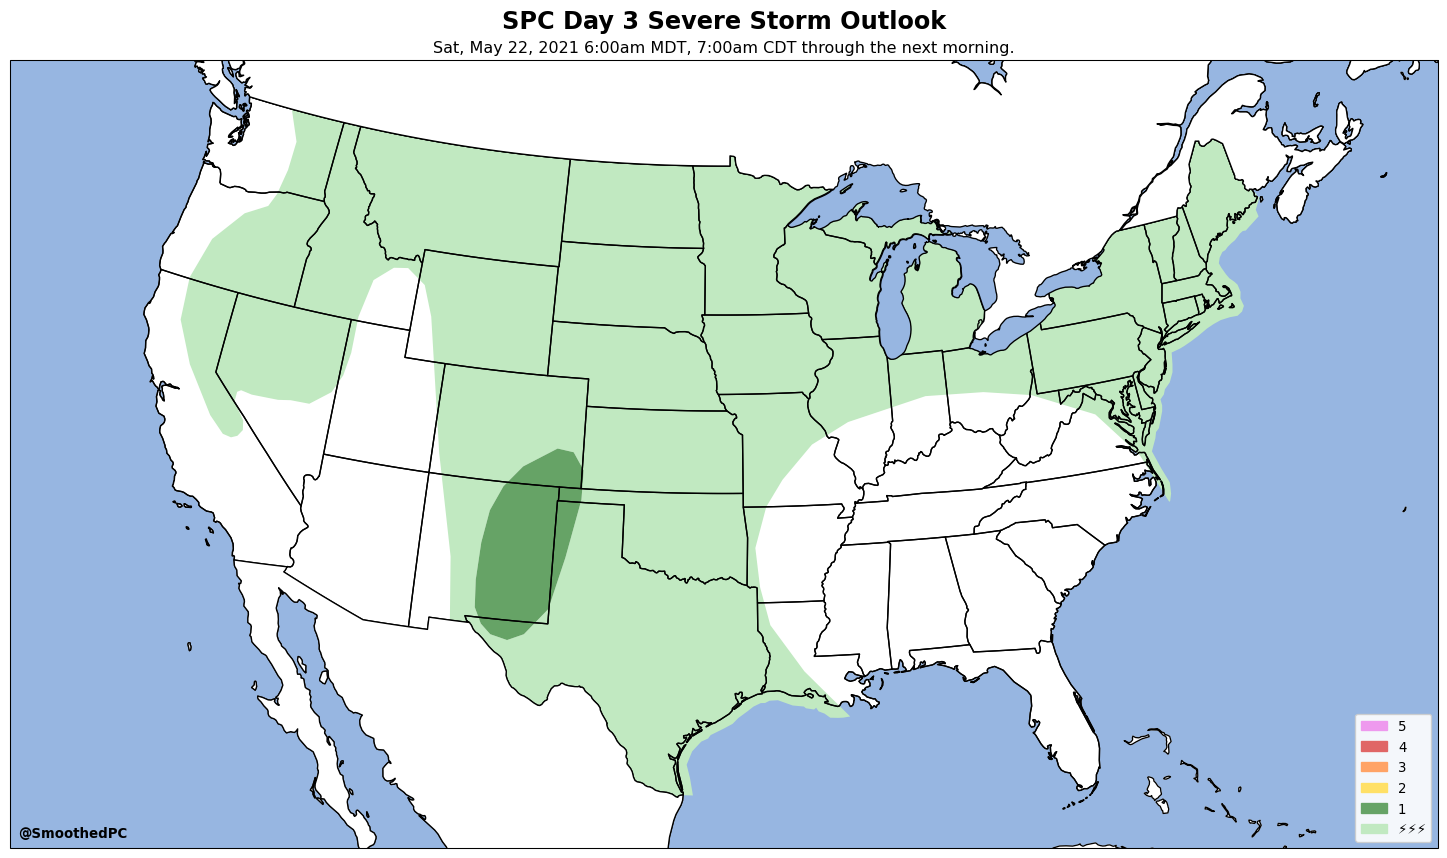 SPC Day 3 Severe Storm Outlook
Sat, May 22, 2021 6:00am MDT, 7:00am CDT through the next morning.
5
4
3
2
1
⚡⚡⚡
@SmoothedPC